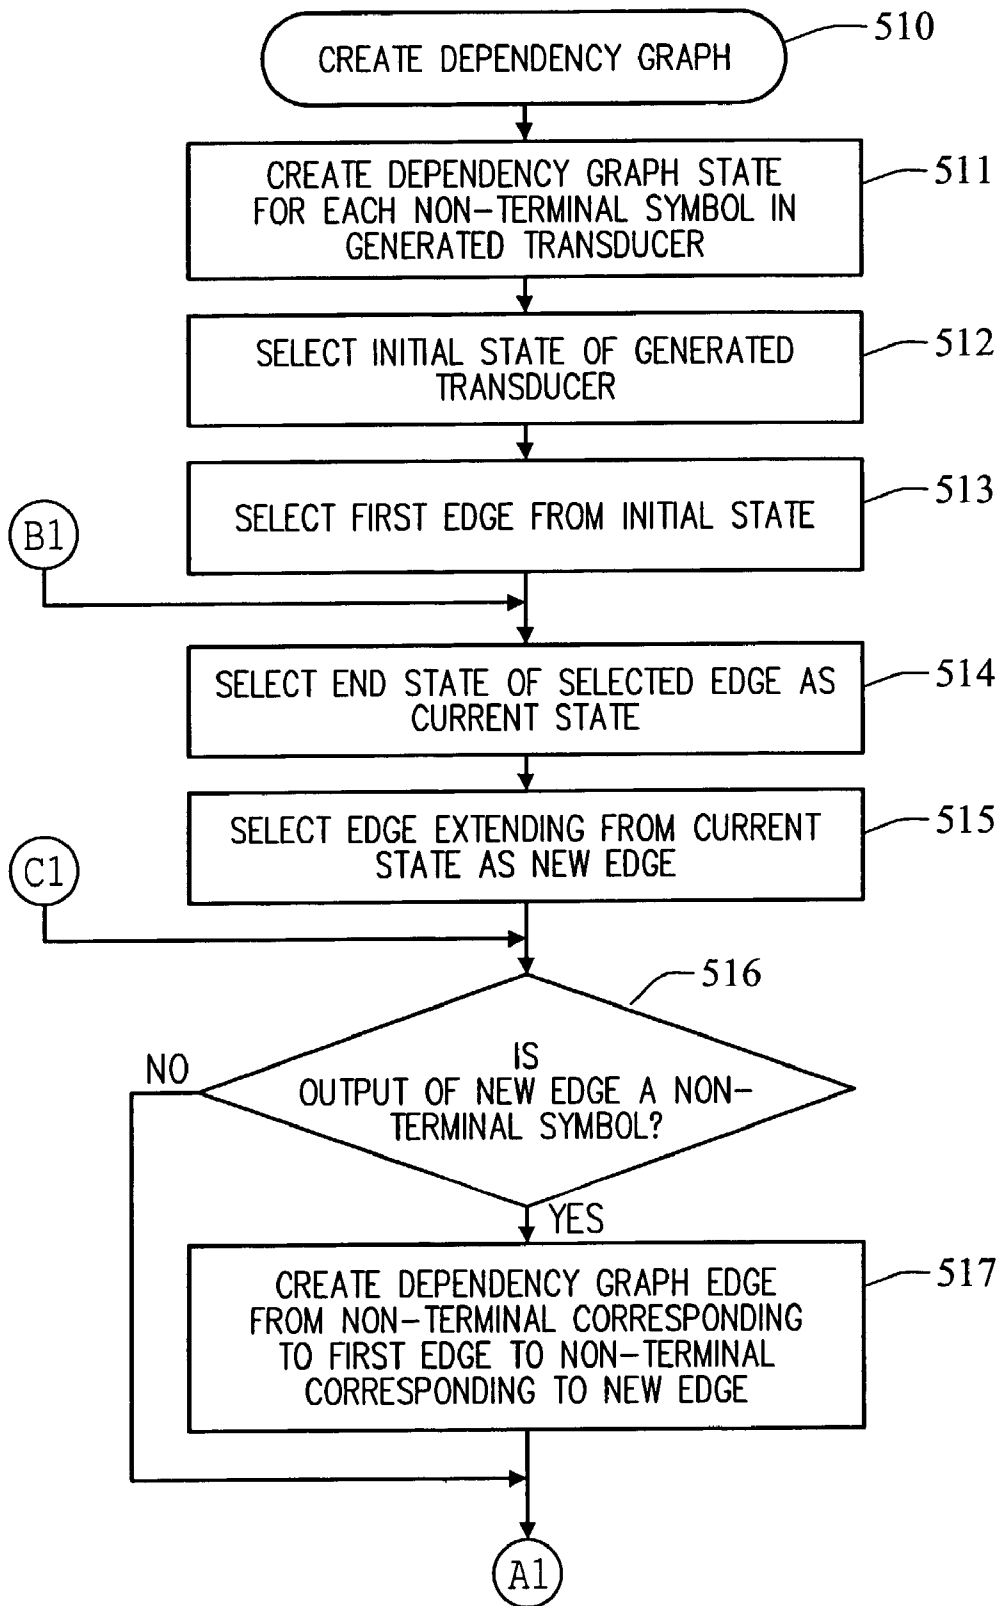 CREATE DEPENDENCY GRAPH
510
CREATE DEPENDENCY GRAPH STATE
FOR EACH NON-TERMINAL SYMBOL IN
GENERATED TRANSDUCER
511
SELECT INITIAL STATE OF GENERATED
TRANSDUCER
512
SELECT FIRST EDGE FROM INITIAL STATE
513
B1
SELECT END STATE OF SELECTED EDGE AS
CURRENT STATE
514
SELECT EDGE EXTENDING FROM CURRENT
STATE AS NEW EDGE
515
C1
516
IS
OUTPUT OF NEW EDGE A NON-
TERMINAL SYMBOL?
NO
YES
CREATE DEPENDENCY GRAPH EDGE
FROM NON-TERMINAL CORRESPONDING
TO FIRST EDGE TO NON-TERMINAL
CORRESPONDING TO NEW EDGE
517
A1